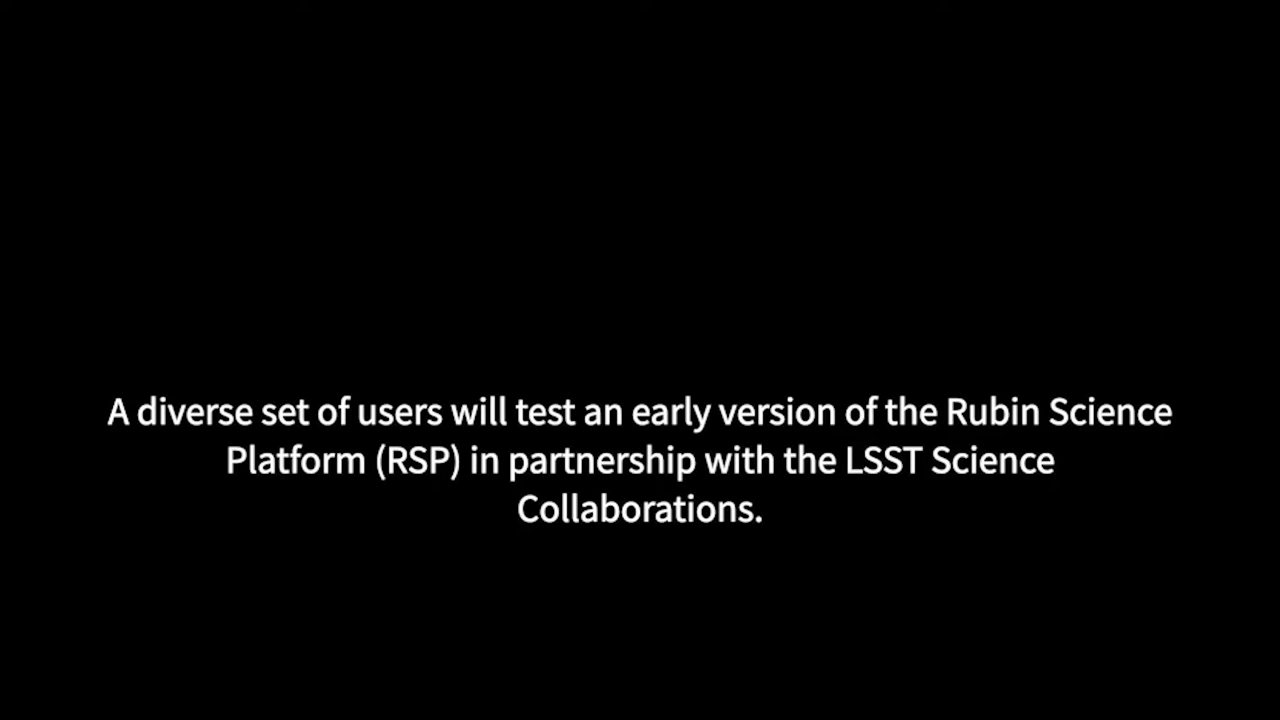 A diverse set of users will test an early version of the Rubin Science
Platform (RSP) in partnership with the LSST Science
Collaborations.